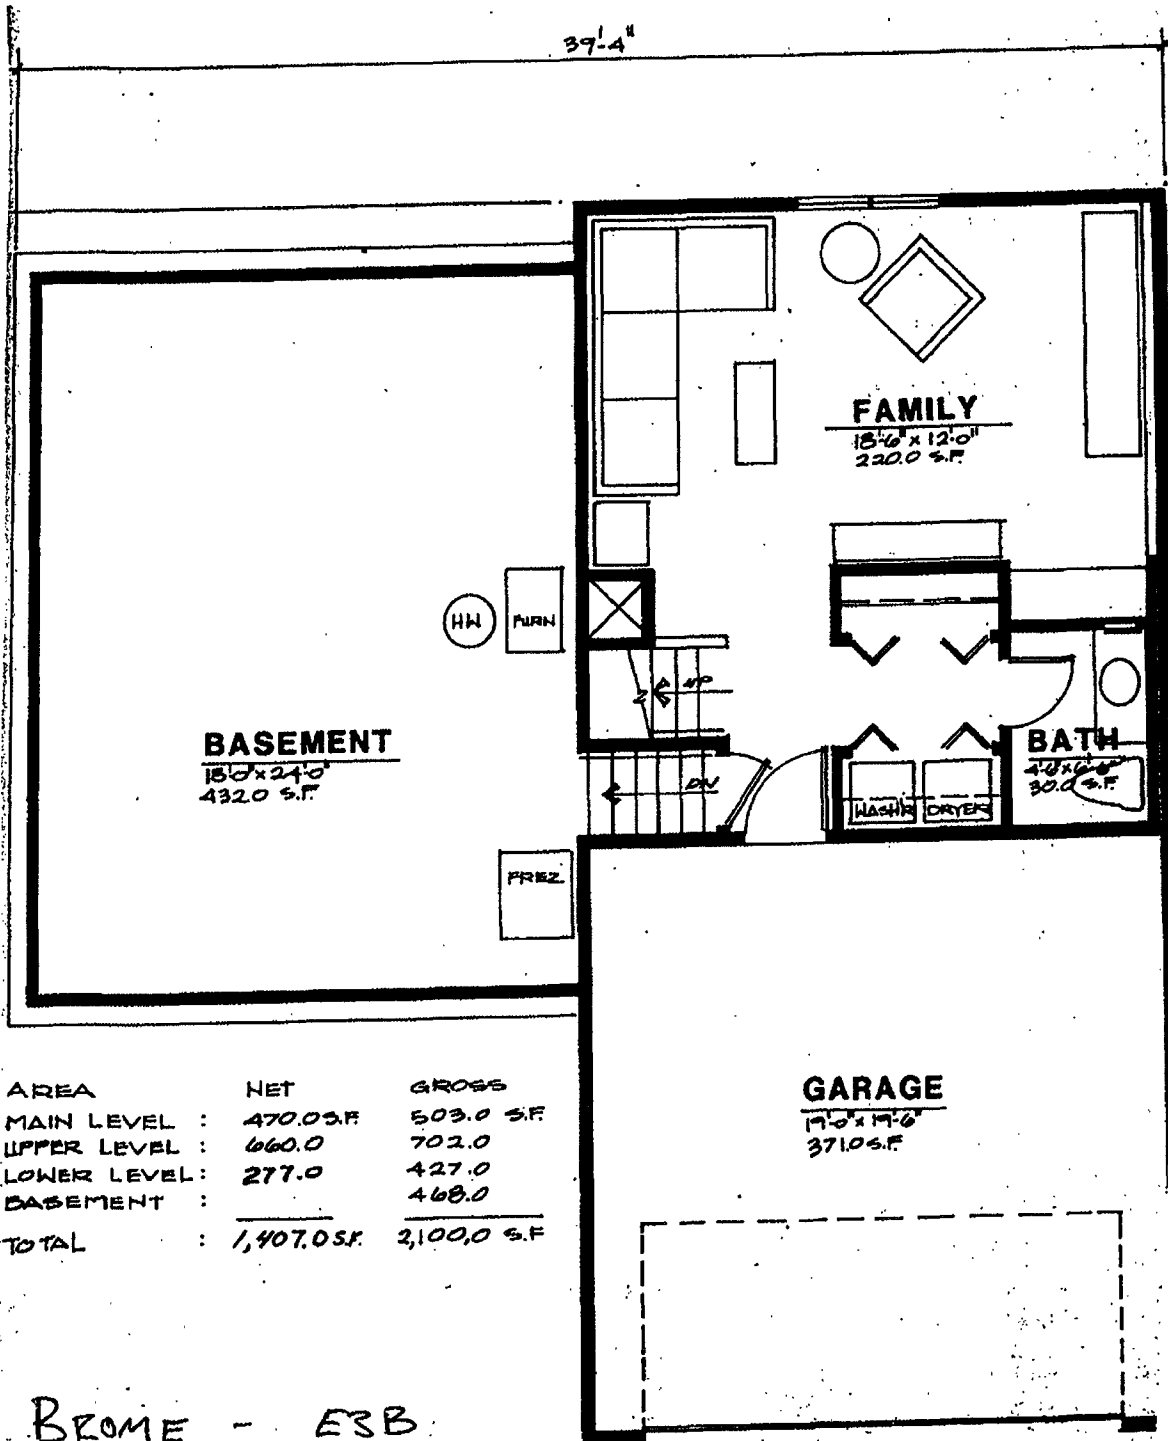 39'-4"
FAMILY
18'-6" x 12'-0"
220.0 S.F.
HW
FURN
UP
BASEMENT
18'-0" x 24'-0"
432.0 S.F.
DN
BATH
30.0 S.F.
WASHR
DRYER
FREZ
GARAGE
19'-0" x 19'-6"
371.0 S.F.
AREA NET GROSS
MAIN LEVEL : 470.0 S.F. 503.0 S.F.
UPPER LEVEL : 660.0 702.0
LOWER LEVEL : 277.0 427.0
BASEMENT : 468.0
TOTAL : 1,407.0 S.F. 2,100.0 S.F.
BROME - E3B